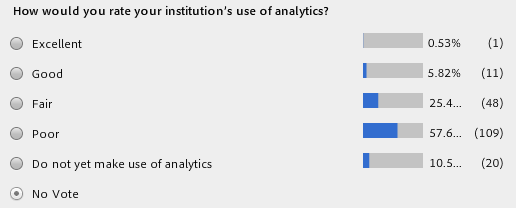 How would you rate your institution's use of analytics?
Excellent 0.53% (1)
Good 5.82% (11)
Fair 25.4... (48)
Poor 57.6... (109)
Do not yet make use of analytics 10.5... (20)
No Vote